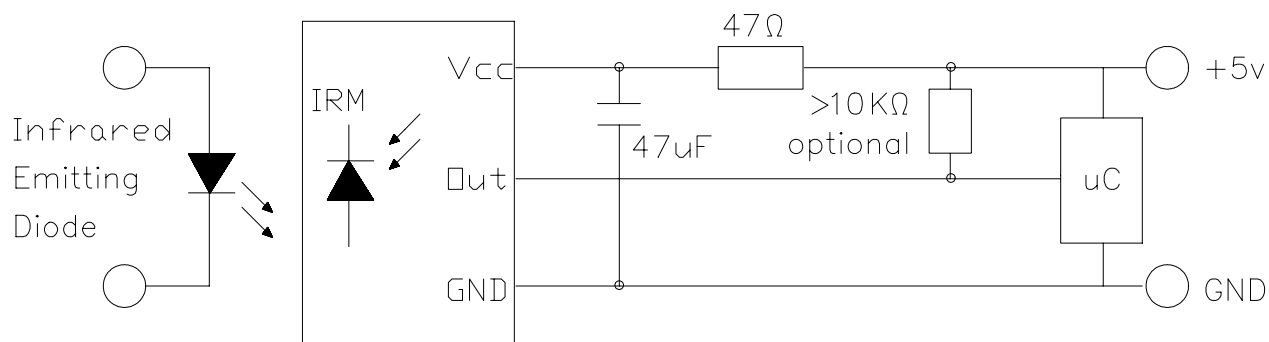 47Ω
Vcc
+5v
IRM
>10KΩ
optional
Infrared
Emitting
Diode
47uF
Out
uC
GND
GND